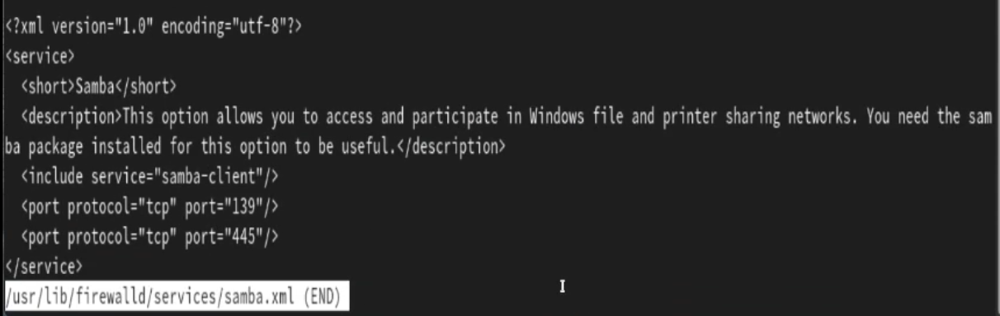 <?xml version="1.0" encoding="utf-8"?>
<service>
  <short>Samba</short>
  <description>This option allows you to access and participate in Windows file and printer sharing networks. You need the sam
ba package installed for this option to be useful.</description>
  <include service="samba-client"/>
  <port protocol="tcp" port="139"/>
  <port protocol="tcp" port="445"/>
</service>
/usr/lib/firewalld/services/samba.xml (END)